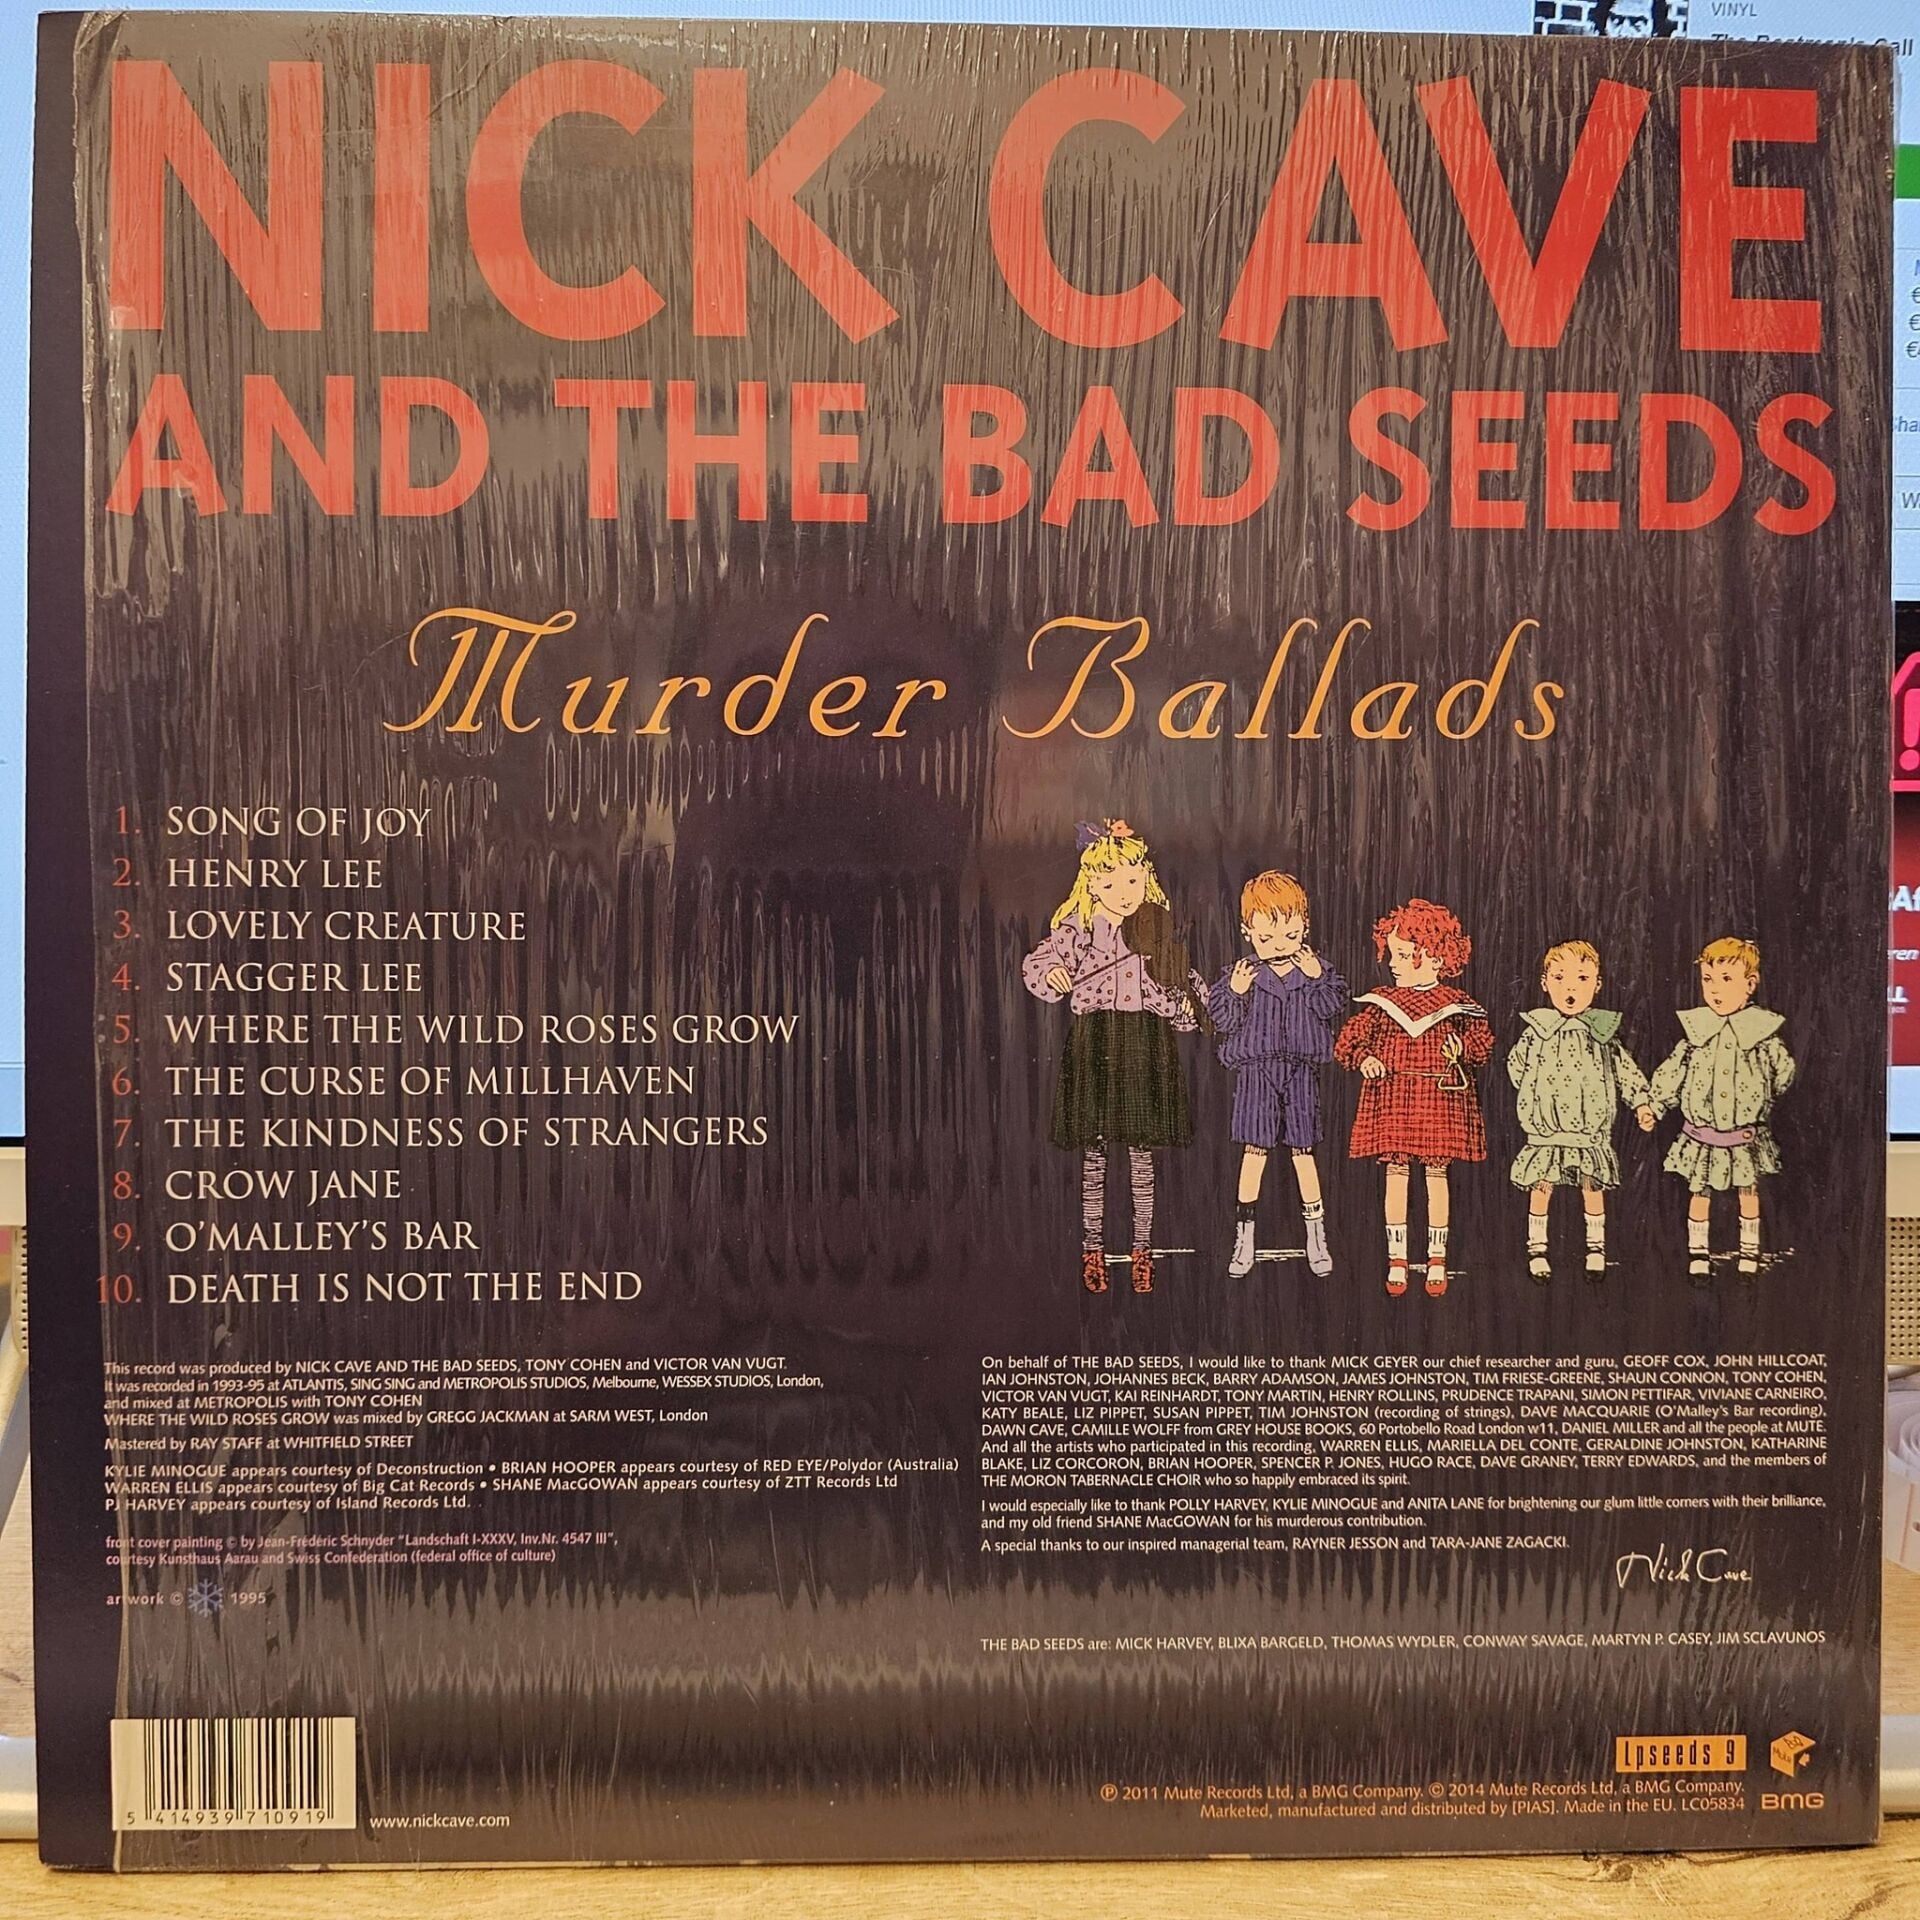 VINYL
NICK CAVE
AND THE BAD SEEDS
Murder Ballads
1. SONG OF JOY
2. HENRY LEE
3. LOVELY CREATURE
4. STAGGER LEE
5. WHERE THE WILD ROSES GROW
6. THE CURSE OF MILLHAVEN
7. THE KINDNESS OF STRANGERS
8. CROW JANE
9. O'MALLEY'S BAR
10. DEATH IS NOT THE END
This record was produced by NICK CAVE AND THE BAD SEEDS, TONY COHEN and VICTOR VAN VUGT.
It was recorded in 1993-95 at ATLANTIS, SING SING and METROPOLIS STUDIOS, Melbourne, WESSEX STUDIOS, London,
and mixed at METROPOLIS with TONY COHEN
WHERE THE WILD ROSES GROW was mixed by GREGG JACKMAN at SARM WEST, London
Mastered by RAY STAFF at WHITFIELD STREET
KYLIE MINOGUE appears courtesy of Deconstruction • BRIAN HOOPER appears courtesy of RED EYE/Polydor (Australia)
WARREN ELLIS appears courtesy of Big Cat Records • SHANE MacGOWAN appears courtesy of ZTT Records Ltd
PJ HARVEY appears courtesy of Island Records Ltd.
front cover painting © by Jean-Frédéric Schnyder "Landschaft I-XXXV, Inv.Nr. 4547 III",
courtesy Kunsthaus Aarau and Swiss Confederation (federal office of culture)
artwork © 1995
On behalf of THE BAD SEEDS, I would like to thank MICK GEYER our chief researcher and guru, GEOFF COX, JOHN HILLCOAT,
IAN JOHNSTON, JOHANNES BECK, BARRY ADAMSON, JAMES JOHNSTON, TIM FRIESE-GREENE, SHAUN CONNON, TONY COHEN,
VICTOR VAN VUGT, KAI REINHARDT, TONY MARTIN, HENRY ROLLINS, PRUDENCE TRAPANI, SIMON PETTIFAR, VIVIANE CARNEIRO,
KATY BEALE, LIZ PIPPET, SUSAN PIPPET, TIM JOHNSTON (recording of strings), DAVE MACQUARIE (O'Malley's Bar recording),
DAWN CAVE, CAMILLE WOLFF from GREY HOUSE BOOKS, 60 Portobello Road London w11, DANIEL MILLER and all the people at MUTE.
And all the artists who participated in this recording, WARREN ELLIS, MARIELLA DEL CONTE, GERALDINE JOHNSTON, KATHARINE
BLAKE, LIZ CORCORON, BRIAN HOOPER, SPENCER P. JONES, HUGO RACE, DAVE GRANEY, TERRY EDWARDS, and the members of
THE MORON TABERNACLE CHOIR who so happily embraced its spirit.
I would especially like to thank POLLY HARVEY, KYLIE MINOGUE and ANITA LANE for brightening our glum little corners with their brilliance,
and my old friend SHANE MacGOWAN for his murderous contribution.
A special thanks to our inspired managerial team, RAYNER JESSON and TARA-JANE ZAGACKI.
Nick Cave
THE BAD SEEDS are: MICK HARVEY, BLIXA BARGELD, THOMAS WYDLER, CONWAY SAVAGE, MARTYN P. CASEY, JIM SCLAVUNOS
5 414939 710919
www.nickcave.com
Lpseeds 9
Mute
℗ 2011 Mute Records Ltd, a BMG Company. © 2014 Mute Records Ltd, a BMG Company.
Marketed, manufactured and distributed by [PIAS]. Made in the EU. LC05834
BMG